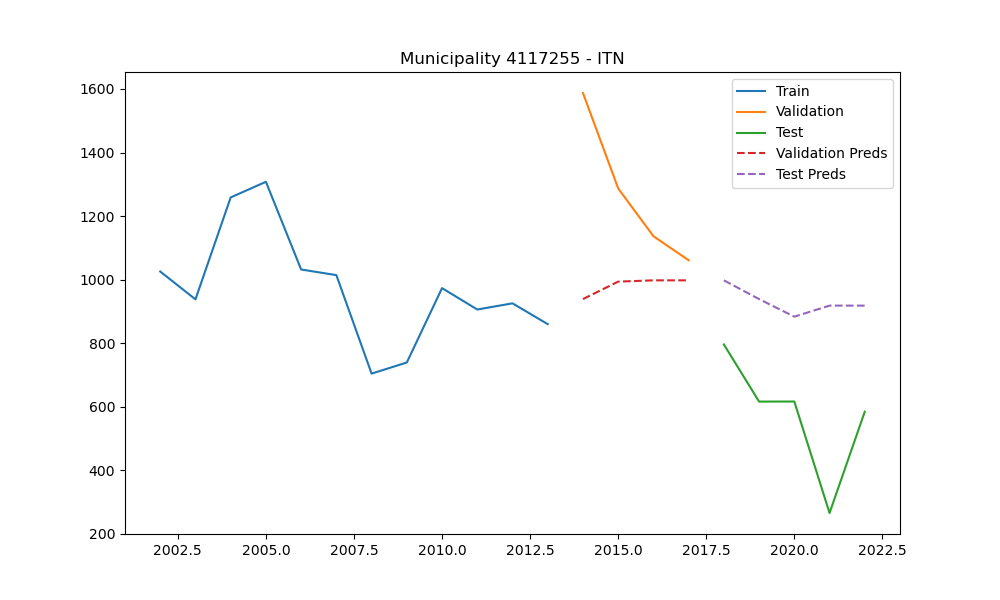 Municipality 4117255 - ITN
1600
1400
1200
1000
800
600
400
200
2002.5 2005.0 2007.5 2010.0 2012.5 2015.0 2017.5 2020.0 2022.5
Train
Validation
Test
Validation Preds
Test Preds